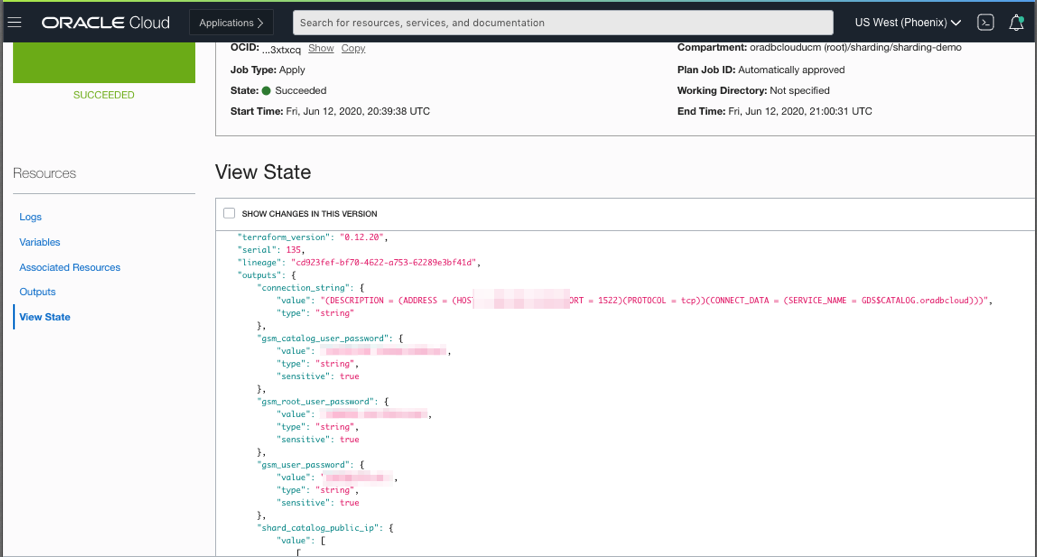 ORACLE Cloud
Applications
Search for resources, services, and documentation
US West (Phoenix)
SUCCEEDED
OCID: ...3xtxcq Show Copy
Compartment: oradbclouducm (root)/sharding/sharding-demo
Job Type: Apply
Plan Job ID: Automatically approved
State: Succeeded
Working Directory: Not specified
Start Time: Fri, Jun 12, 2020, 20:39:38 UTC
End Time: Fri, Jun 12, 2020, 21:00:31 UTC
Resources
Logs
Variables
Associated Resources
Outputs
View State
View State
SHOW CHANGES IN THIS VERSION
"terraform_version": "0.12.20",
"serial": 135,
"lineage": "cd923fef-bf70-4622-a753-62289e3bf41d",
"outputs": {
"connection_string": {
"value": "(DESCRIPTION = (ADDRESS = (HOS ORT = 1522)(PROTOCOL = tcp))(CONNECT_DATA = (SERVICE_NAME = GDS$CATALOG.oradbcloud)))",
"type": "string"
},
"gsm_catalog_user_password": {
"value": ,
"type": "string",
"sensitive": true
},
"gsm_root_user_password": {
"value": ,
"type": "string",
"sensitive": true
},
"gsm_user_password": {
"value": ,
"type": "string",
"sensitive": true
},
"shard_catalog_public_ip": {
"value": [
[